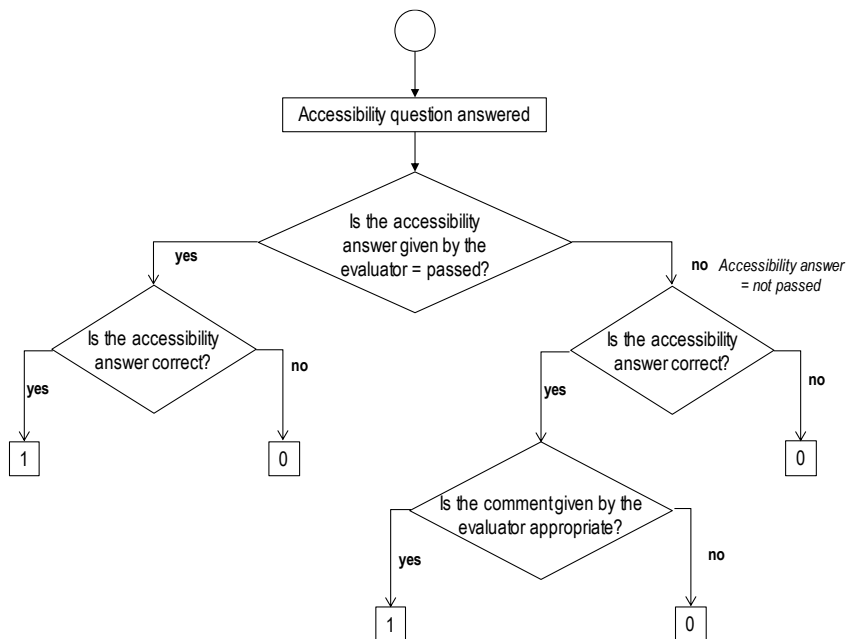 Accessibility question answered
Is the accessibility
answer given by the
evaluator = passed?
yes
no Accessibility answer
= not passed
Is the accessibility
answer correct?
Is the accessibility
answer correct?
yes
no
yes
no
1
0
0
Is the comment given by the
evaluator appropriate?
yes
no
1
0